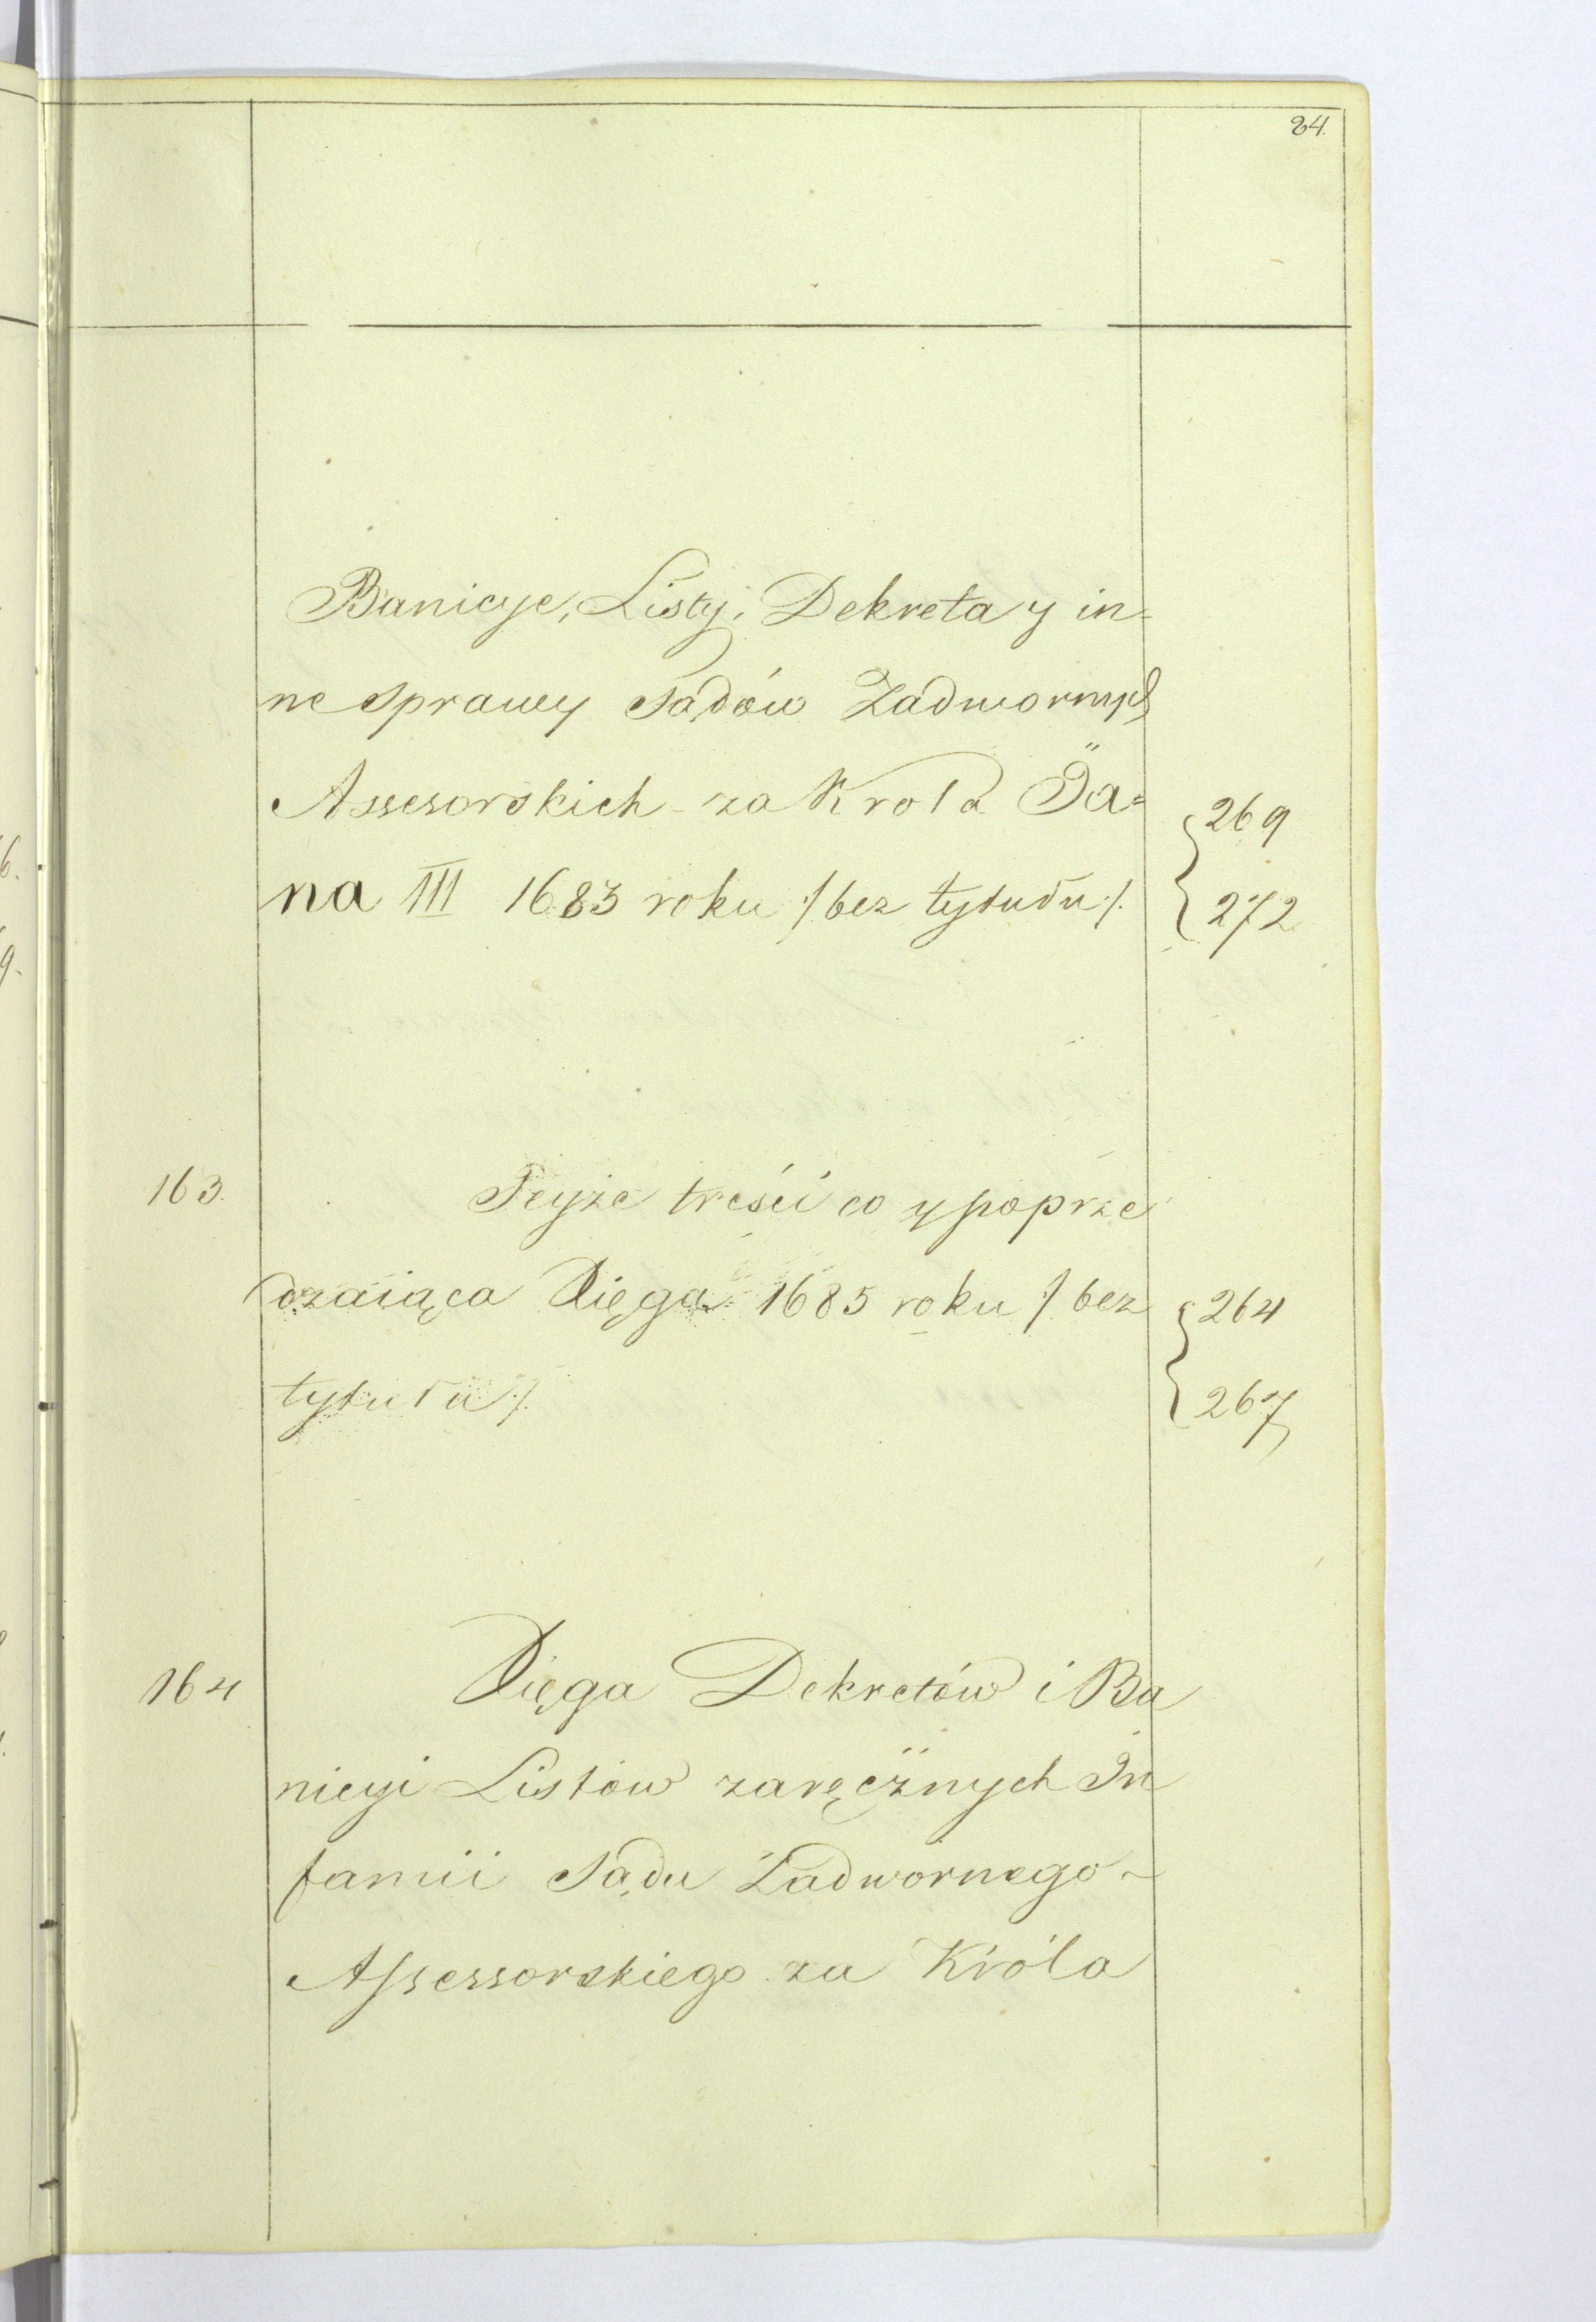 84.
Banicye, Listy, Dekreta y in-
ne sprawy Sądów Zadwornych
Assesorskich za Krola Ja=
na III 1683 roku /: bez tytułu :/
269
272
163. Teyże treści co y poprze
dzaiąca Xięga 1685 roku /: bez
tytułu :/
264
267
164 Xięga Dekretów i Ba
nicyi Listów zaręcznych In
famii Sądu Zadwornego
Assessorskiego za Króla